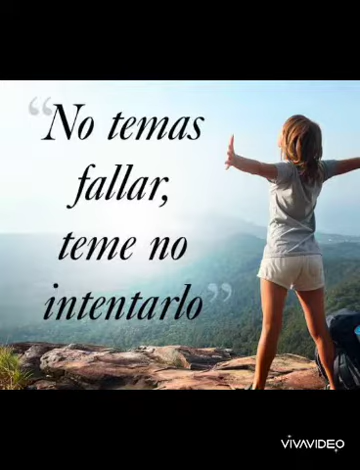 “No temas
fallar,
teme no
intentarlo”
VIVAVIDEO